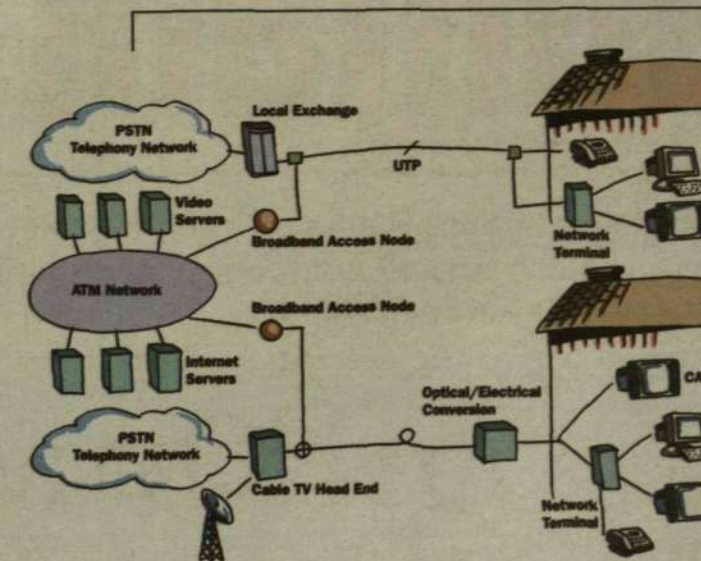 Local Exchange
PSTN
Telephony Network
UTP
Video
Servers
Broadband Access Node
Network
Terminal
ATM Network
Broadband Access Node
Internet
Servers
Optical/Electrical
Conversion
CA
PSTN
Telephony Network
Cable TV Head End
Network
Terminal